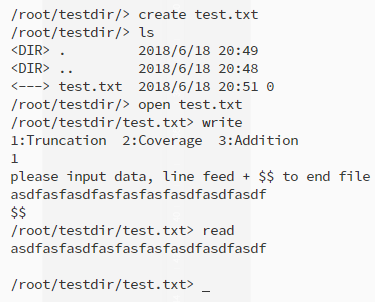 /root/testdir/> create test.txt
/root/testdir/> ls
<DIR> .         2018/6/18 20:49
<DIR> ..        2018/6/18 20:48
<---> test.txt  2018/6/18 20:51 0
/root/testdir/> open test.txt
/root/testdir/test.txt> write
1:Truncation  2:Coverage  3:Addition
1
please input data, line feed + $$ to end file
asdfasfasdfasfasfasfasdfasdfasdf
$$
/root/testdir/test.txt> read
asdfasfasdfasfasfasfasdfasdfasdf
/root/testdir/test.txt> _